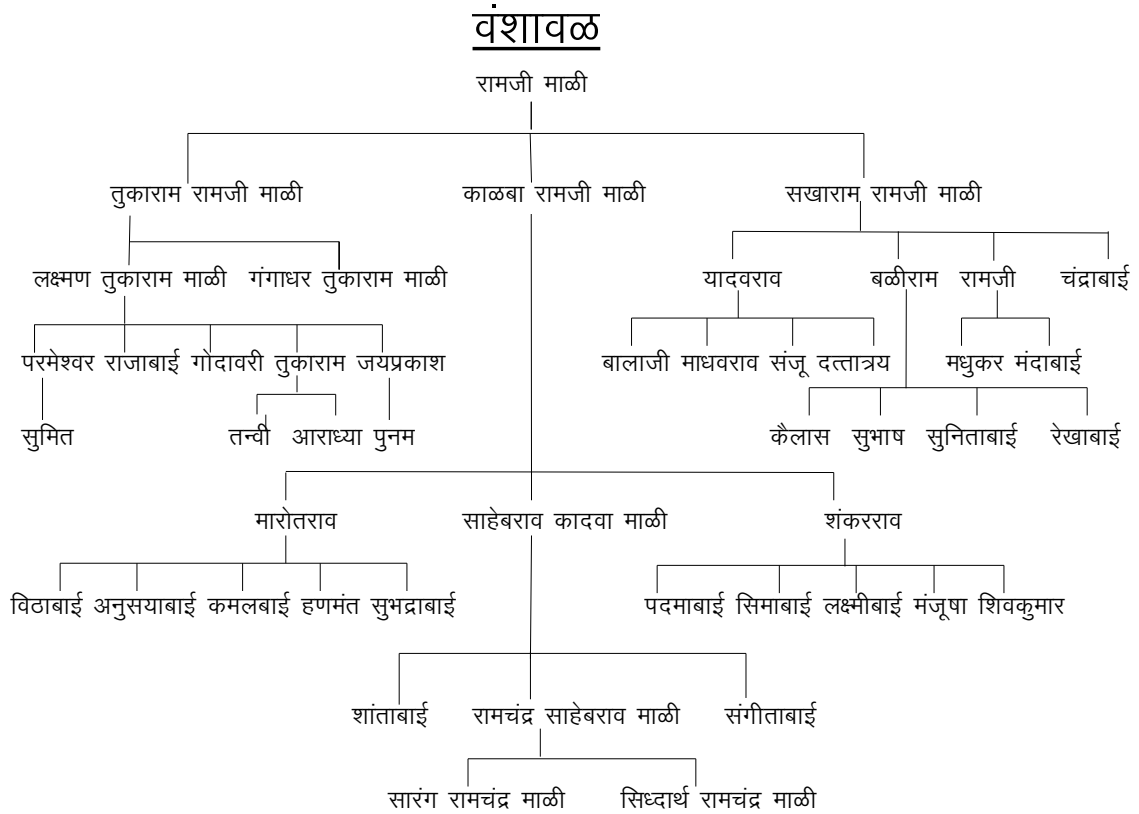 वंशावळ
रामजी माळी
तुकाराम रामजी माळी काळबा रामजी माळी सखाराम रामजी माळी
लक्ष्मण तुकाराम माळी गंगाधर तुकाराम माळी यादवराव बळीराम रामजी चंद्राबाई
परमेश्वर राजाबाई गोदावरी तुकाराम जयप्रकाश बालाजी माधवराव संजू दत्तात्रय मधुकर मंदाबाई
सुमित तन्वी आराध्या पुनम कैलास सुभाष सुनिताबाई रेखाबाई
मारोतराव साहेबराव कादवा माळी शंकरराव
विठाबाई अनुसयाबाई कमलबाई हणमंत सुभद्राबाई पदमाबाई सिमाबाई लक्ष्मीबाई मंजूषा शिवकुमार
शांताबाई रामचंद्र साहेबराव माळी संगीताबाई
सारंग रामचंद्र माळी सिध्दार्थ रामचंद्र माळी